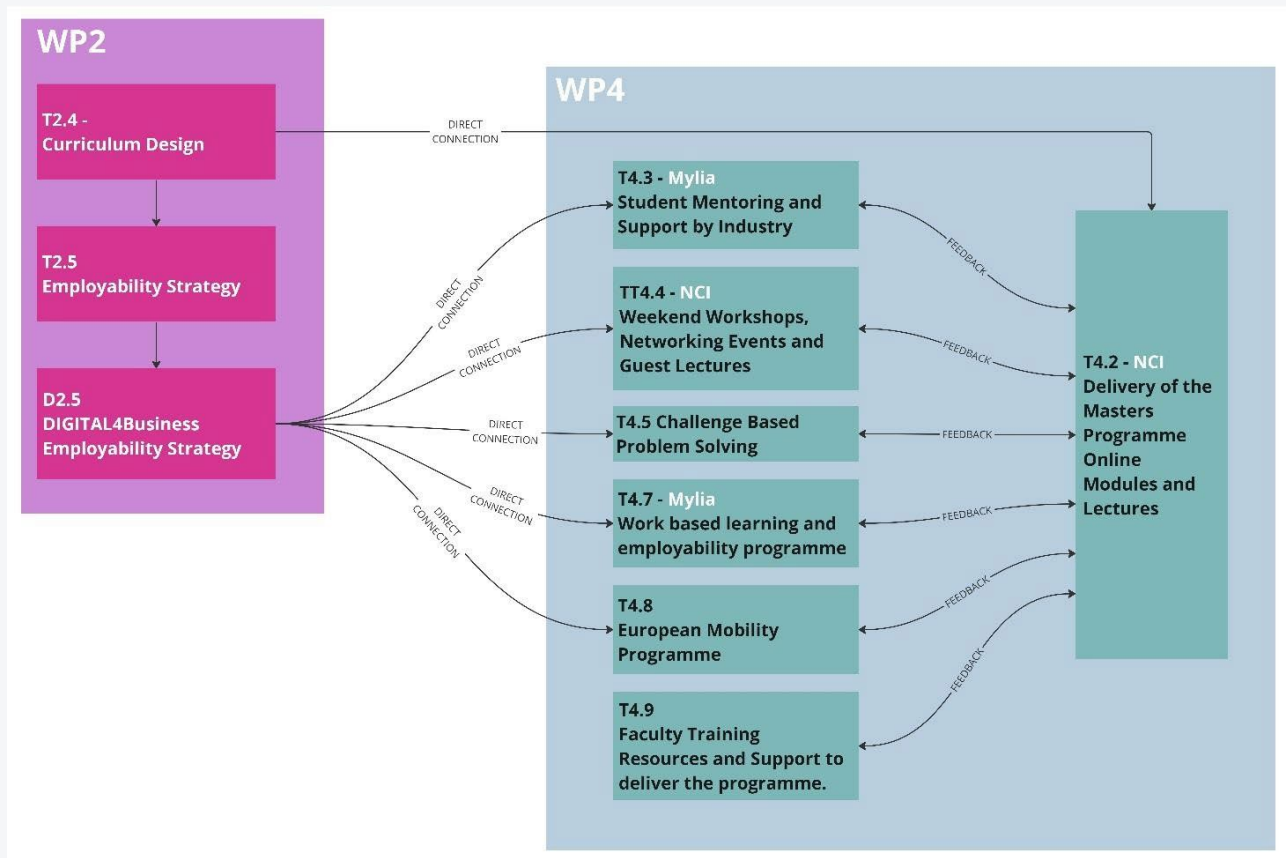 WP2
T2.4 -
Curriculum Design
T2.5
Employability Strategy
D2.5
DIGITAL4Business
Employability Strategy
WP4
DIRECT
CONNECTION
T4.3 - Mylia
Student Mentoring and
Support by Industry
TT4.4 - NCI
Weekend Workshops,
Networking Events and
Guest Lectures
T4.5 Challenge Based
Problem Solving
T4.7 - Mylia
Work based learning and
employability programme
T4.8
European Mobility
Programme
T4.9
Faculty Training
Resources and Support to
deliver the programme.
DIRECT
CONNECTION
DIRECT
CONNECTION
DIRECT
CONNECTION
DIRECT
CONNECTION
DIRECT
CONNECTION
FEEDBACK
FEEDBACK
FEEDBACK
FEEDBACK
FEEDBACK
FEEDBACK
T4.2 - NCI
Delivery of the
Masters
Programme
Online
Modules and
Lectures